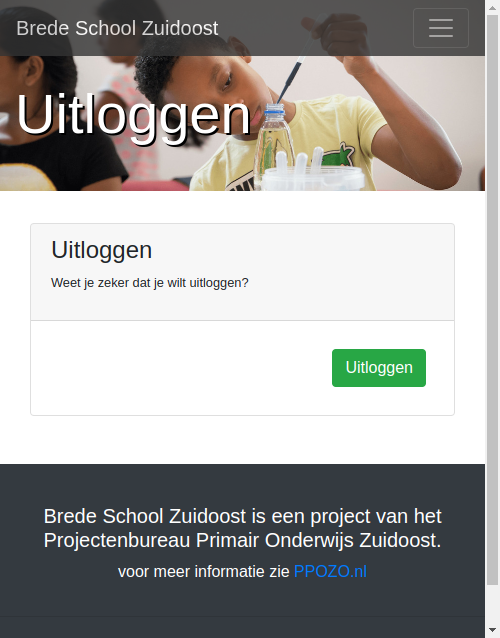 Brede School Zuidoost
Uitloggen
Uitloggen
Weet je zeker dat je wilt uitloggen?
Uitloggen
Brede School Zuidoost is een project van het
Projectenbureau Primair Onderwijs Zuidoost.
voor meer informatie zie PPOZO.nl